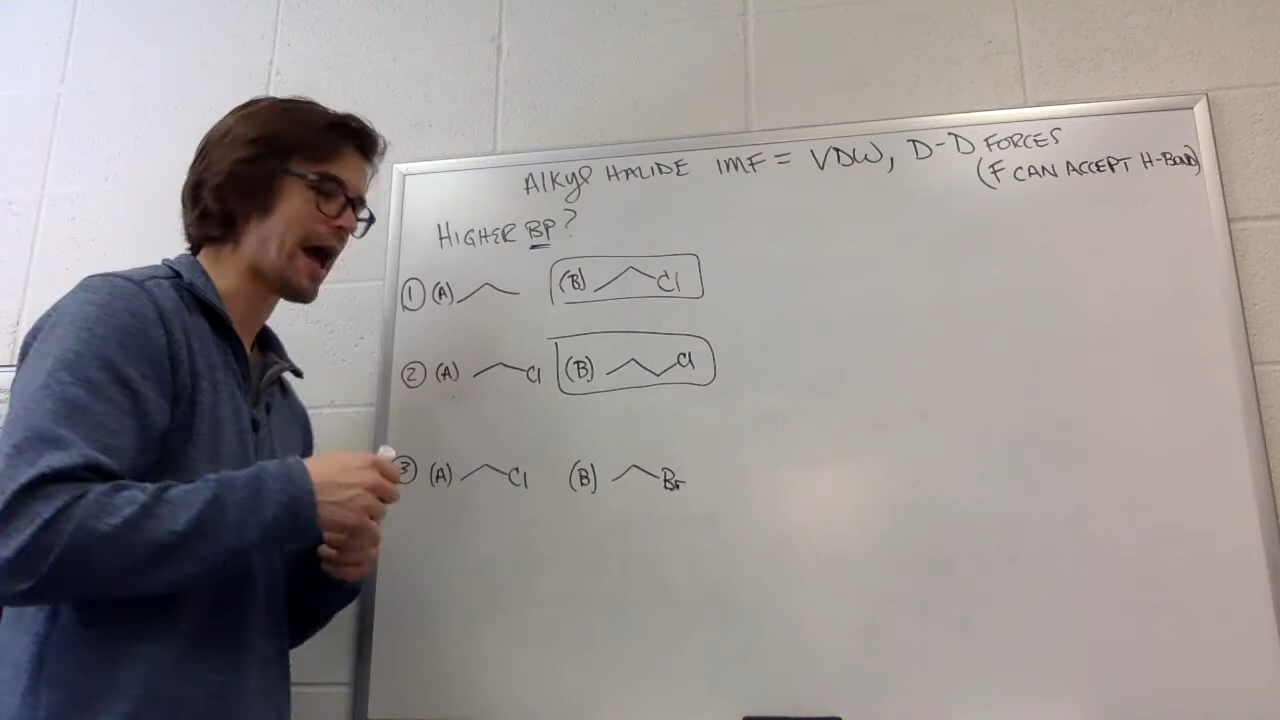 Alkyl HALIDE IMF = VDW, D-D FORCES
(F CAN ACCEPT H-BOND)
HIGHER BP?
① (A) (B) Cl
② (A) Cl (B) Cl
③ (A) Cl (B) Br